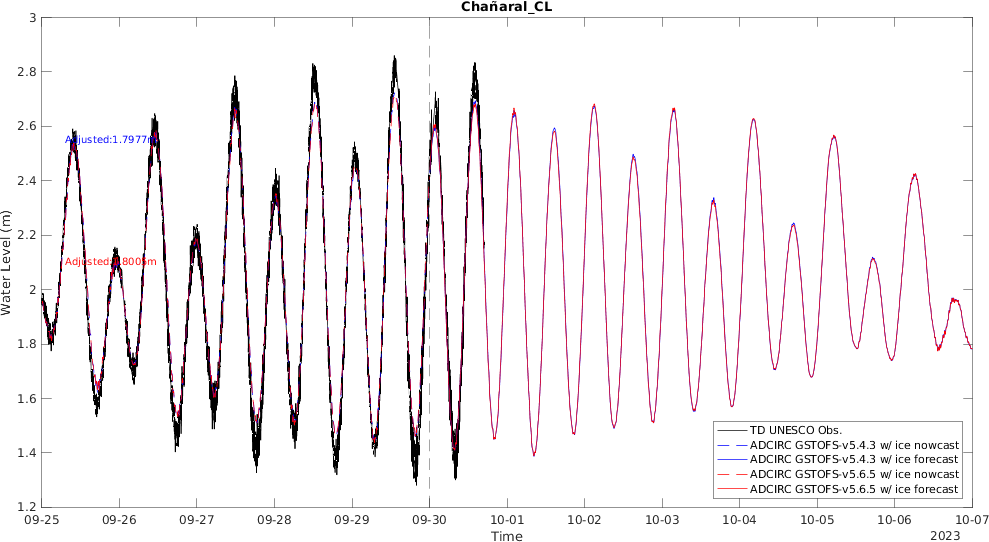 Chañaral_CL
Water Level (m)
3
2.8
2.6
2.4
2.2
2
1.8
1.6
1.4
1.2
Adjusted:1.7977m
Adjusted:1.8005m
TD UNESCO Obs.
ADCIRC GSTOFS-v5.4.3 w/ ice nowcast
ADCIRC GSTOFS-v5.4.3 w/ ice forecast
ADCIRC GSTOFS-v5.6.5 w/ ice nowcast
ADCIRC GSTOFS-v5.6.5 w/ ice forecast
09-25 09-26 09-27 09-28 09-29 09-30 10-01 10-02 10-03 10-04 10-05 10-06 10-07
Time
2023